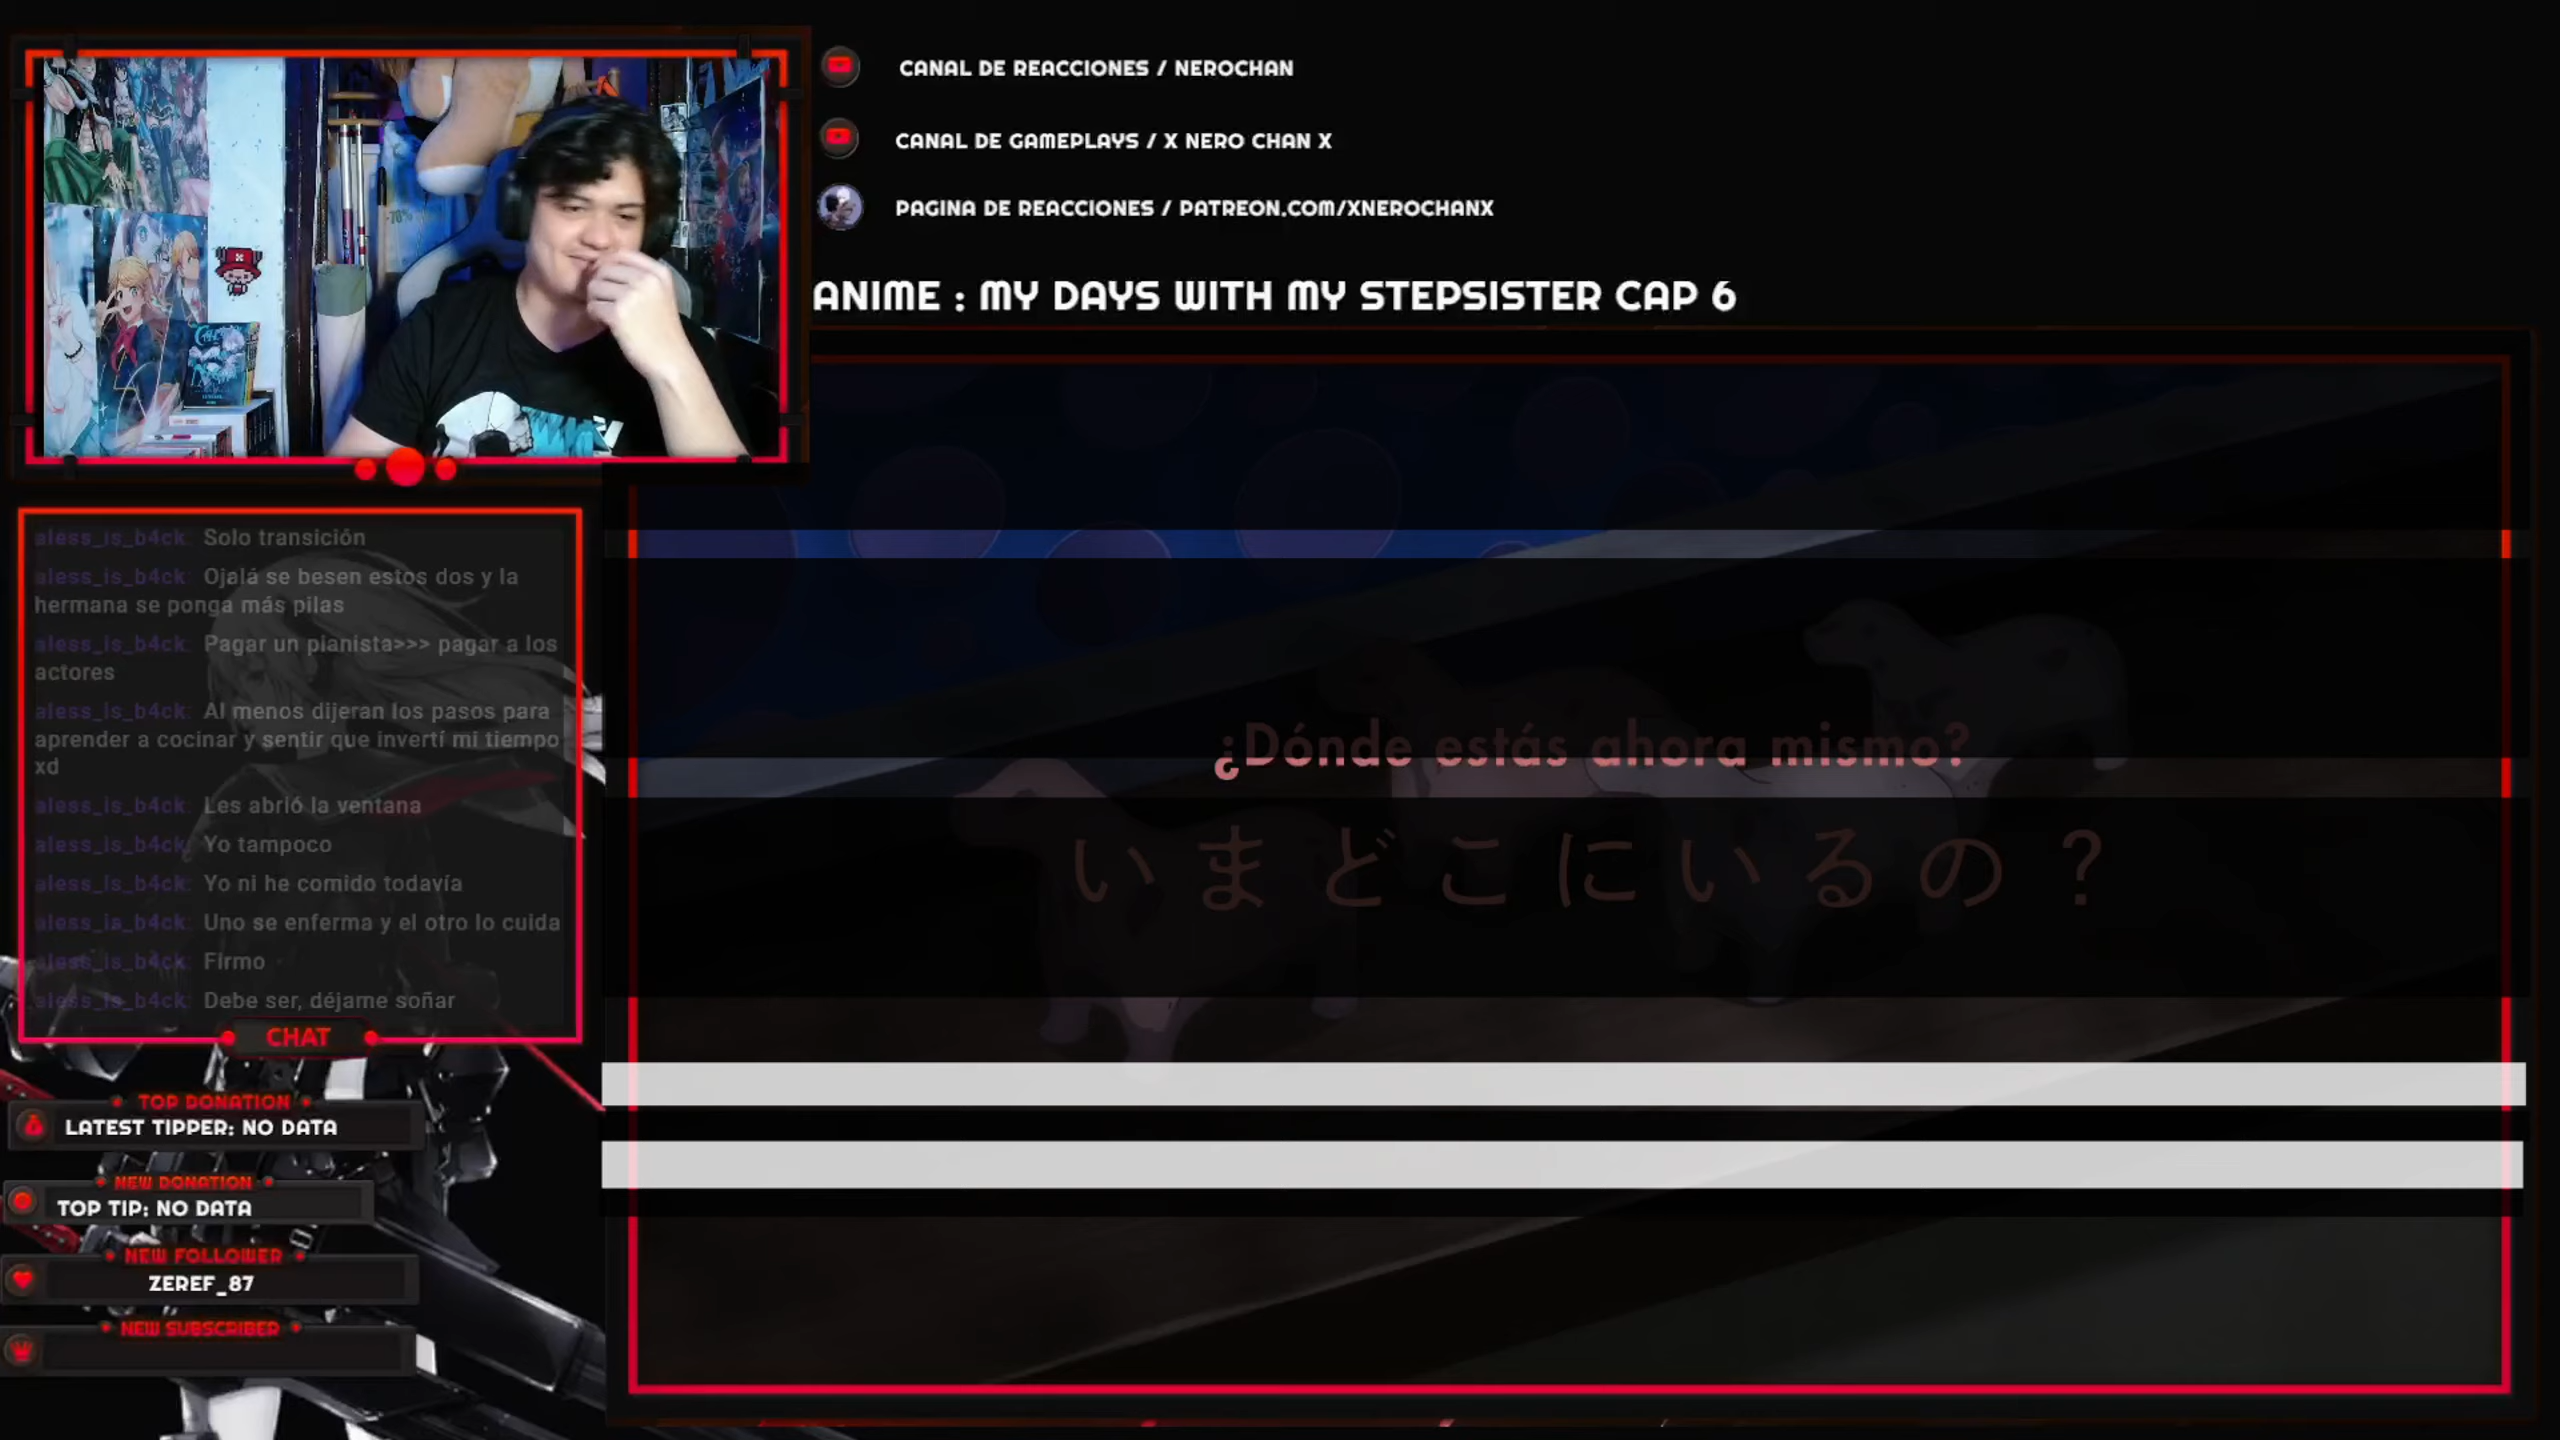 CANAL DE REACCIONES / NEROCHAN
CANAL DE GAMEPLAYS / X NERO CHAN X
PAGINA DE REACCIONES / PATREON.COM/XNEROCHANX
ANIME : MY DAYS WITH MY STEPSISTER CAP 6
aless_is_b4ck: Solo transición
aless_is_b4ck: Ojalá se besen estos dos y la
hermana se ponga más pilas
aless_is_b4ck: Pagar un pianista>>> pagar a los
actores
aless_is_b4ck: Al menos dijeran los pasos para
aprender a cocinar y sentir que invertí mi tiempo
xd
aless_is_b4ck: Les abrió la ventana
aless_is_b4ck: Yo tampoco
aless_is_b4ck: Yo ni he comido todavía
aless_is_b4ck: Uno se enferma y el otro lo cuida
aless_is_b4ck: Firmo
aless_is_b4ck: Debe ser, déjame soñar
CHAT
TOP DONATION
LATEST TIPPER: NO DATA
NEW DONATION
TOP TIP: NO DATA
NEW FOLLOWER
ZEREF_87
NEW SUBSCRIBER
¿Dónde estás ahora mismo?
いまどこにいるの？
-70%